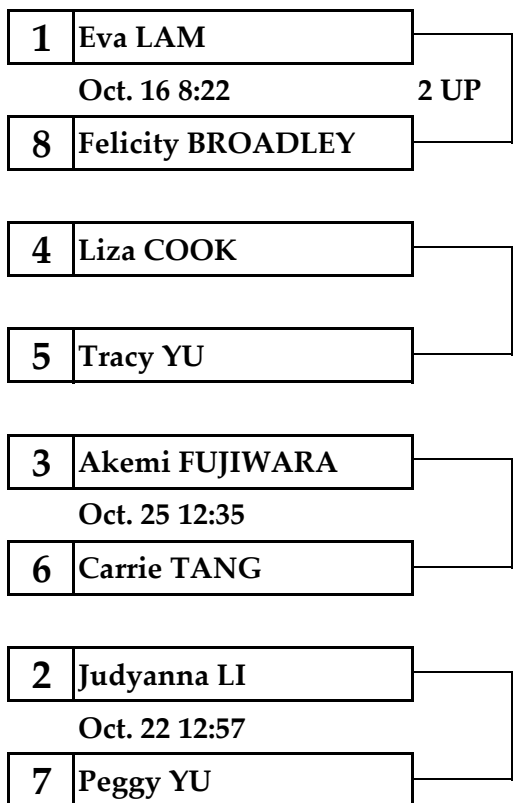 1 Eva LAM
Oct. 16 8:22 2 UP
8 Felicity BROADLEY
4 Liza COOK
5 Tracy YU
3 Akemi FUJIWARA
Oct. 25 12:35
6 Carrie TANG
2 Judyanna LI
Oct. 22 12:57
7 Peggy YU